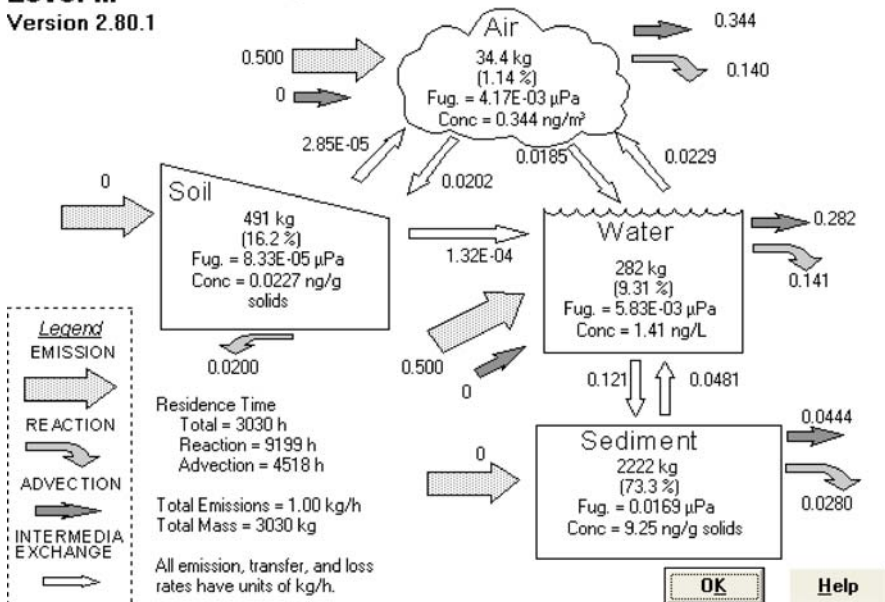 Version 2.80.1
Air
34.4 kg
(1.14 %)
Fug. = 4.17E-03 µPa
Conc = 0.344 ng/m³
0.500
0
0.344
0.140
2.85E-05
0.0202
0.0185
0.0229
0
Soil
491 kg
(16.2 %)
Fug. = 8.33E-05 µPa
Conc = 0.0227 ng/g
solids
1.32E-04
Water
282 kg
(9.31 %)
Fug. = 5.83E-03 µPa
Conc = 1.41 ng/L
0.282
0.141
0.0200
0.500
0
0.121
0.0481
Legend
EMISSION
REACTION
ADVECTION
INTERMEDIA
EXCHANGE
Residence Time
Total = 3030 h
Reaction = 9199 h
Advection = 4518 h
Total Emissions = 1.00 kg/h
Total Mass = 3030 kg
All emission, transfer, and loss
rates have units of kg/h.
0
Sediment
2222 kg
(73.3 %)
Fug. = 0.0169 µPa
Conc = 9.25 ng/g solids
0.0444
0.0280
OK
Help